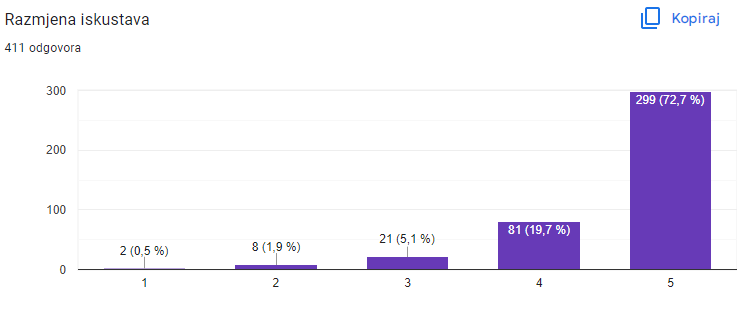 Razmjena iskustava
Kopiraj
411 odgovora
300
200
100
0
2 (0,5 %)
8 (1,9 %)
21 (5,1 %)
81 (19,7 %)
299 (72,7 %)
1
2
3
4
5